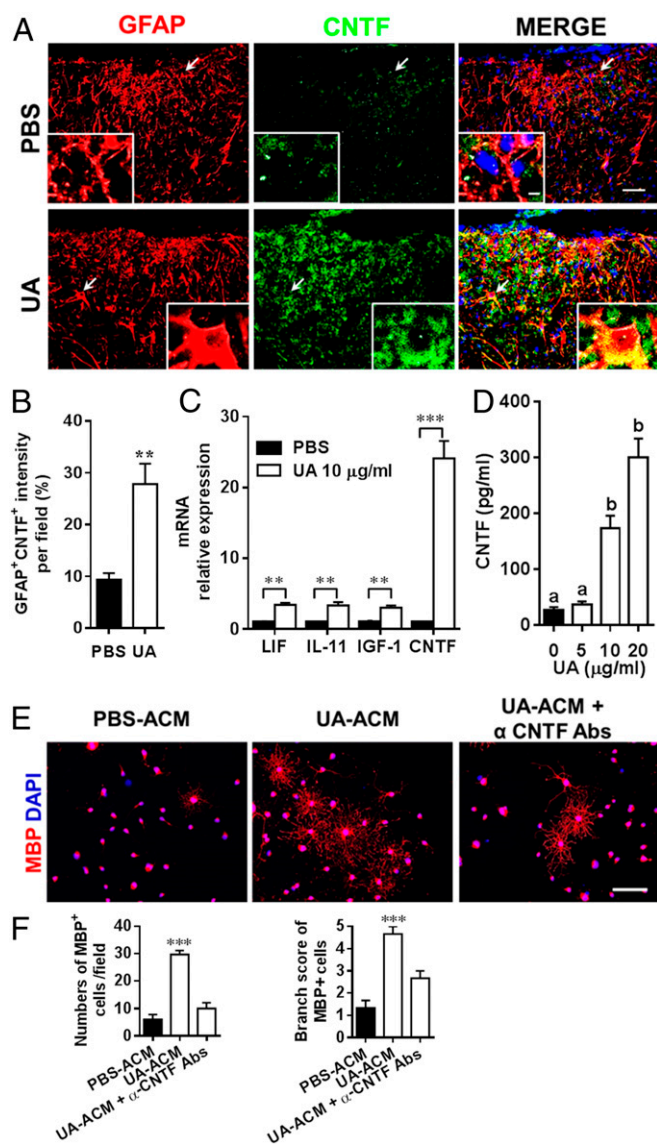 A
GFAP
CNTF
MERGE
PBS
UA
B
GFAP+CNTF+ intensity
per field (%)
40
30
20
10
0
**
PBS UA
C
mRNA
relative expression
30
20
10
0
***
PBS
UA 10 μg/ml
** ** **
LIF IL-11 IGF-1 CNTF
D
CNTF (pg/ml)
400
300
200
100
0
a a b b
0 5 10 20
UA (μg/ml)
E
PBS-ACM
UA-ACM
UA-ACM +
α CNTF Abs
MBP DAPI
F
Numbers of MBP+
cells /field
40
30
20
10
0
***
PBS-ACM
UA-ACM
UA-ACM + α-CNTF Abs
Branch score of
MBP+ cells
5
4
3
2
1
0
***
PBS-ACM
UA-ACM
UA-ACM + α-CNTF Abs